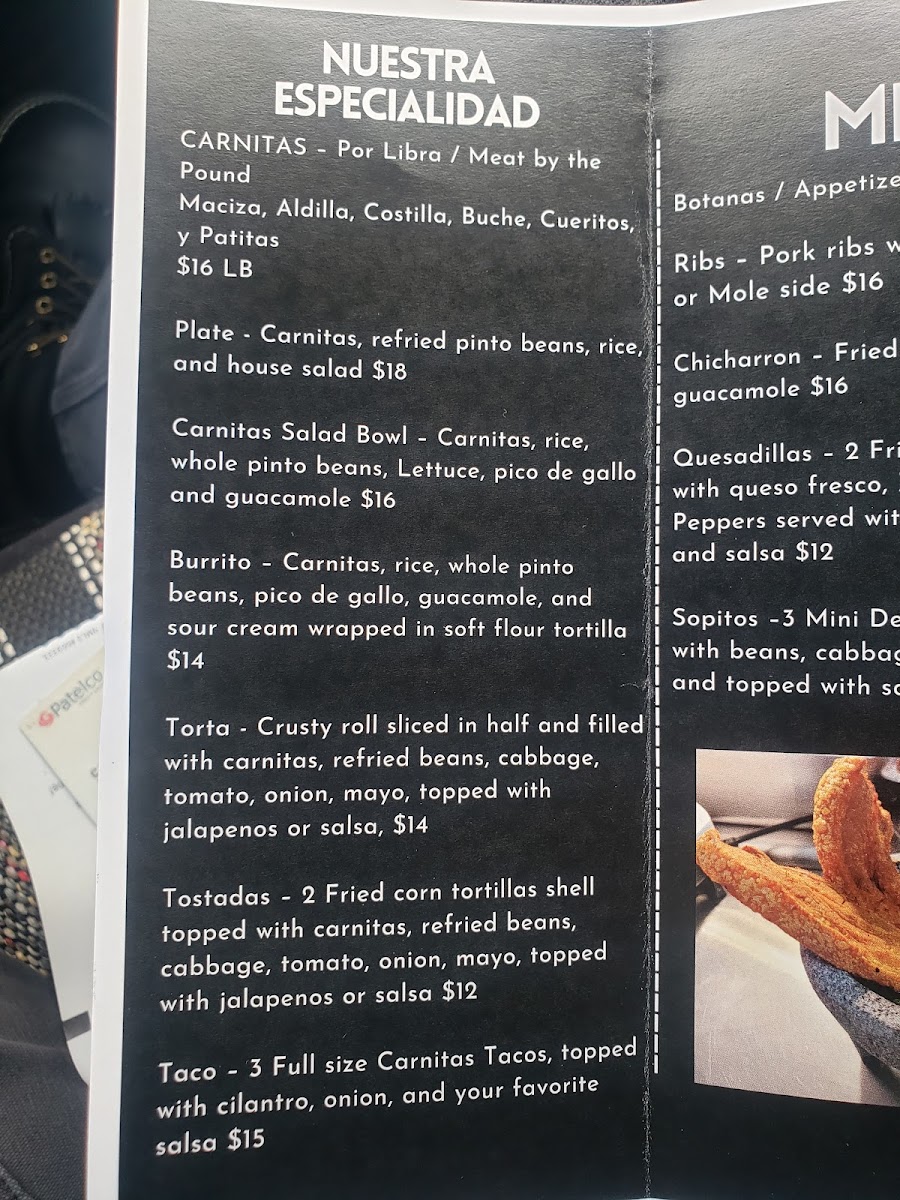 NUESTRA
ESPECIALIDAD
CARNITAS – Por Libra / Meat by the
Pound
Maciza, Aldilla, Costilla, Buche, Cueritos,
y Patitas
$16 LB
Plate - Carnitas, refried pinto beans, rice,
and house salad $18
Carnitas Salad Bowl – Carnitas, rice,
whole pinto beans, Lettuce, pico de gallo
and guacamole $16
Burrito – Carnitas, rice, whole pinto
beans, pico de gallo, guacamole, and
sour cream wrapped in soft flour tortilla
$14
Torta - Crusty roll sliced in half and filled
with carnitas, refried beans, cabbage,
tomato, onion, mayo, topped with
jalapenos or salsa, $14
Tostadas – 2 Fried corn tortillas shell
topped with carnitas, refried beans,
cabbage, tomato, onion, mayo, topped
with jalapenos or salsa $12
Taco – 3 Full size Carnitas Tacos, topped
with cilantro, onion, and your favorite
salsa $15
Botanas /
Ribs – Pork ribs
or Mole side $16
Chicharron – Fried
guacamole $16
Quesadillas – 2
with queso fresco,
Peppers served
and salsa $12
Sopitos –3 Mini
with beans,
and topped with
Patelco